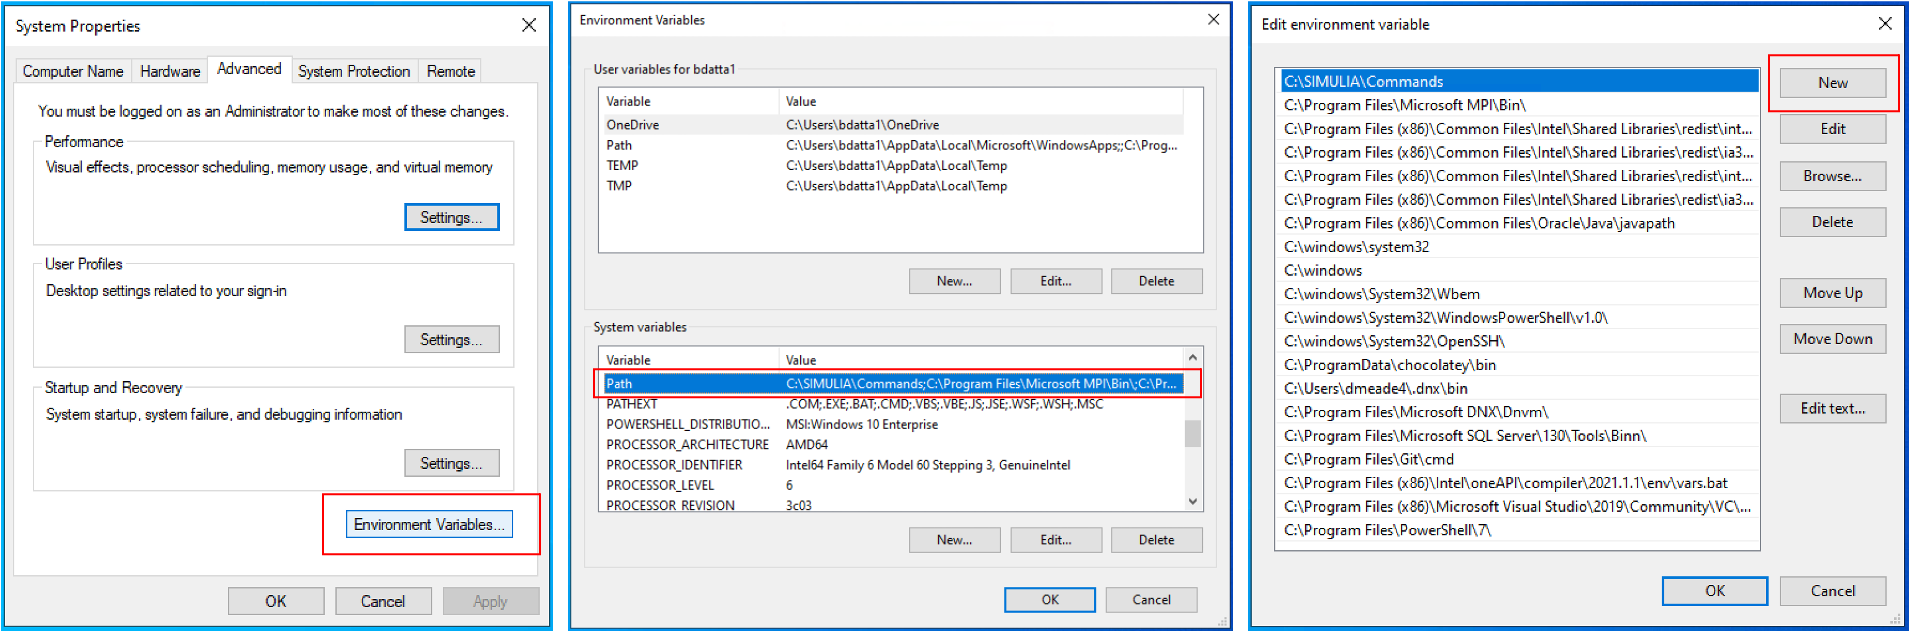 System Properties
Computer Name Hardware Advanced System Protection Remote
You must be logged on as an Administrator to make most of these changes.
Performance
Visual effects, processor scheduling, memory usage, and virtual memory
Settings...
User Profiles
Desktop settings related to your sign-in
Settings...
Startup and Recovery
System startup, system failure, and debugging information
Settings...
Environment Variables...
OK Cancel Apply
Environment Variables
User variables for bdatta1
Variable Value
OneDrive C:\Users\bdatta1\OneDrive
Path C:\Users\bdatta1\AppData\Local\Microsoft\WindowsApps;;C:\Prog...
TEMP C:\Users\bdatta1\AppData\Local\Temp
TMP C:\Users\bdatta1\AppData\Local\Temp
New... Edit... Delete
System variables
Variable Value
Path C:\SIMULIA\Commands;C:\Program Files\Microsoft MPI\Bin\;C:\Pr...
PATHEXT .COM;.EXE;.BAT;.CMD;.VBS;.VBE;.JS;.JSE;.WSF;.WSH;.MSC
POWERSHELL_DISTRIBUTIO... MSI:Windows 10 Enterprise
PROCESSOR_ARCHITECTURE AMD64
PROCESSOR_IDENTIFIER Intel64 Family 6 Model 60 Stepping 3, GenuineIntel
PROCESSOR_LEVEL 6
PROCESSOR_REVISION 3c03
New... Edit... Delete
OK Cancel
Edit environment variable
C:\SIMULIA\Commands
C:\Program Files\Microsoft MPI\Bin\
C:\Program Files (x86)\Common Files\Intel\Shared Libraries\redist\int...
C:\Program Files (x86)\Common Files\Intel\Shared Libraries\redist\ia3...
C:\Program Files (x86)\Common Files\Intel\Shared Libraries\redist\int...
C:\Program Files (x86)\Common Files\Intel\Shared Libraries\redist\ia3...
C:\Program Files (x86)\Common Files\Oracle\Java\javapath
C:\windows\system32
C:\windows
C:\windows\System32\Wbem
C:\windows\System32\WindowsPowerShell\v1.0\
C:\windows\System32\OpenSSH\
C:\ProgramData\chocolatey\bin
C:\Users\dmeade4\.dnx\bin
C:\Program Files\Microsoft DNX\Dnvm\
C:\Program Files\Microsoft SQL Server\130\Tools\Binn\
C:\Program Files\Git\cmd
C:\Program Files (x86)\Intel\oneAPI\compiler\2021.1.1\env\vars.bat
C:\Program Files (x86)\Microsoft Visual Studio\2019\Community\VC\...
C:\Program Files\PowerShell\7\
New
Edit
Browse...
Delete
Move Up
Move Down
Edit text...
OK Cancel